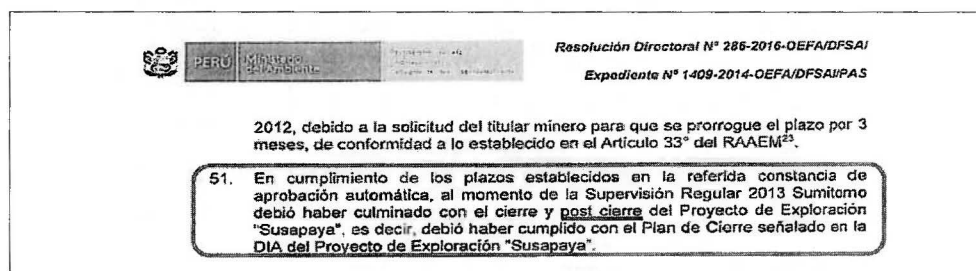 Resolución Directoral Nº 286-2016-OEFA/DFSAI
PERÚ Ministerio del Ambiente
Expediente Nº 1409-2014-OEFA/DFSAI/PAS
2012, debido a la solicitud del titular minero para que se prorrogue el plazo por 3
meses, de conformidad a lo establecido en el Artículo 33° del RAAEM²³.
51. En cumplimiento de los plazos establecidos en la referida constancia de
aprobación automática, al momento de la Supervisión Regular 2013 Sumitomo
debió haber culminado con el cierre y post cierre del Proyecto de Exploración
"Susapaya", es decir, debió haber cumplido con el Plan de Cierre señalado en la
DIA del Proyecto de Exploración "Susapaya".